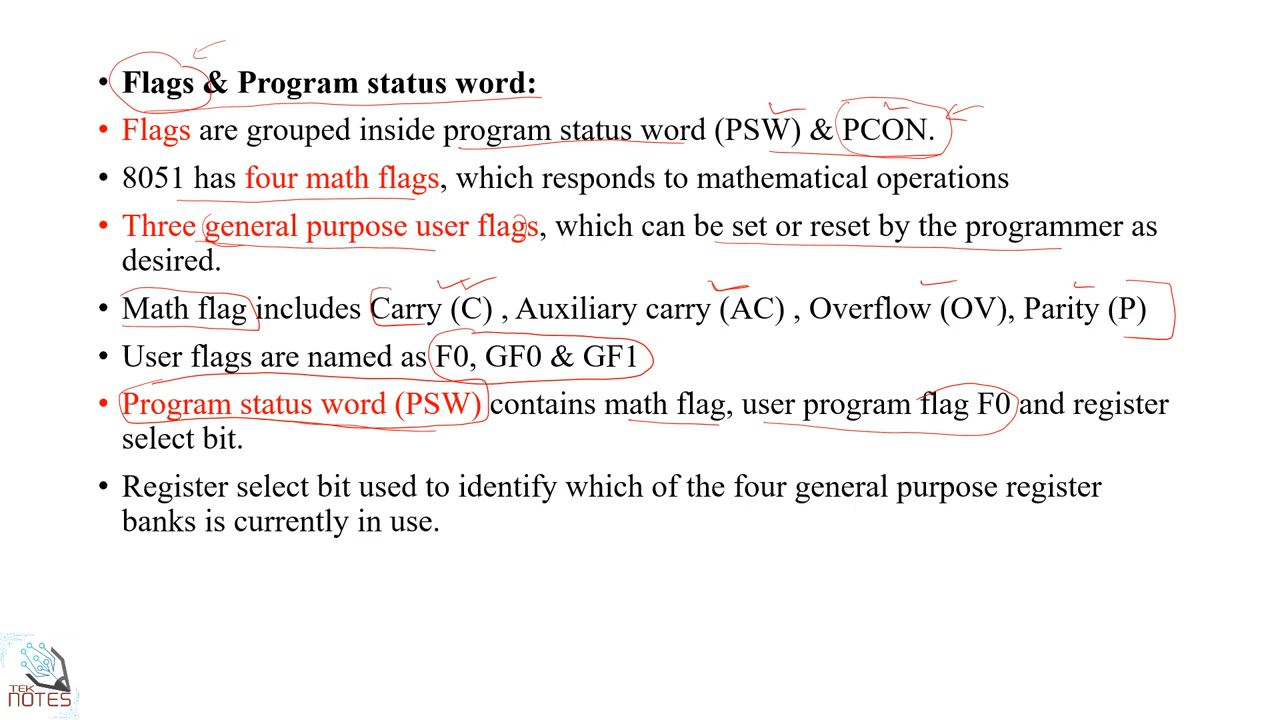 • Flags & Program status word:
• Flags are grouped inside program status word (PSW) & PCON.
• 8051 has four math flags, which responds to mathematical operations
• Three general purpose user flags, which can be set or reset by the programmer as
desired.
• Math flag includes Carry (C) , Auxiliary carry (AC) , Overflow (OV), Parity (P)
• User flags are named as F0, GF0 & GF1
• Program status word (PSW) contains math flag, user program flag F0 and register
select bit.
• Register select bit used to identify which of the four general purpose register
banks is currently in use.
TEK
NOTES